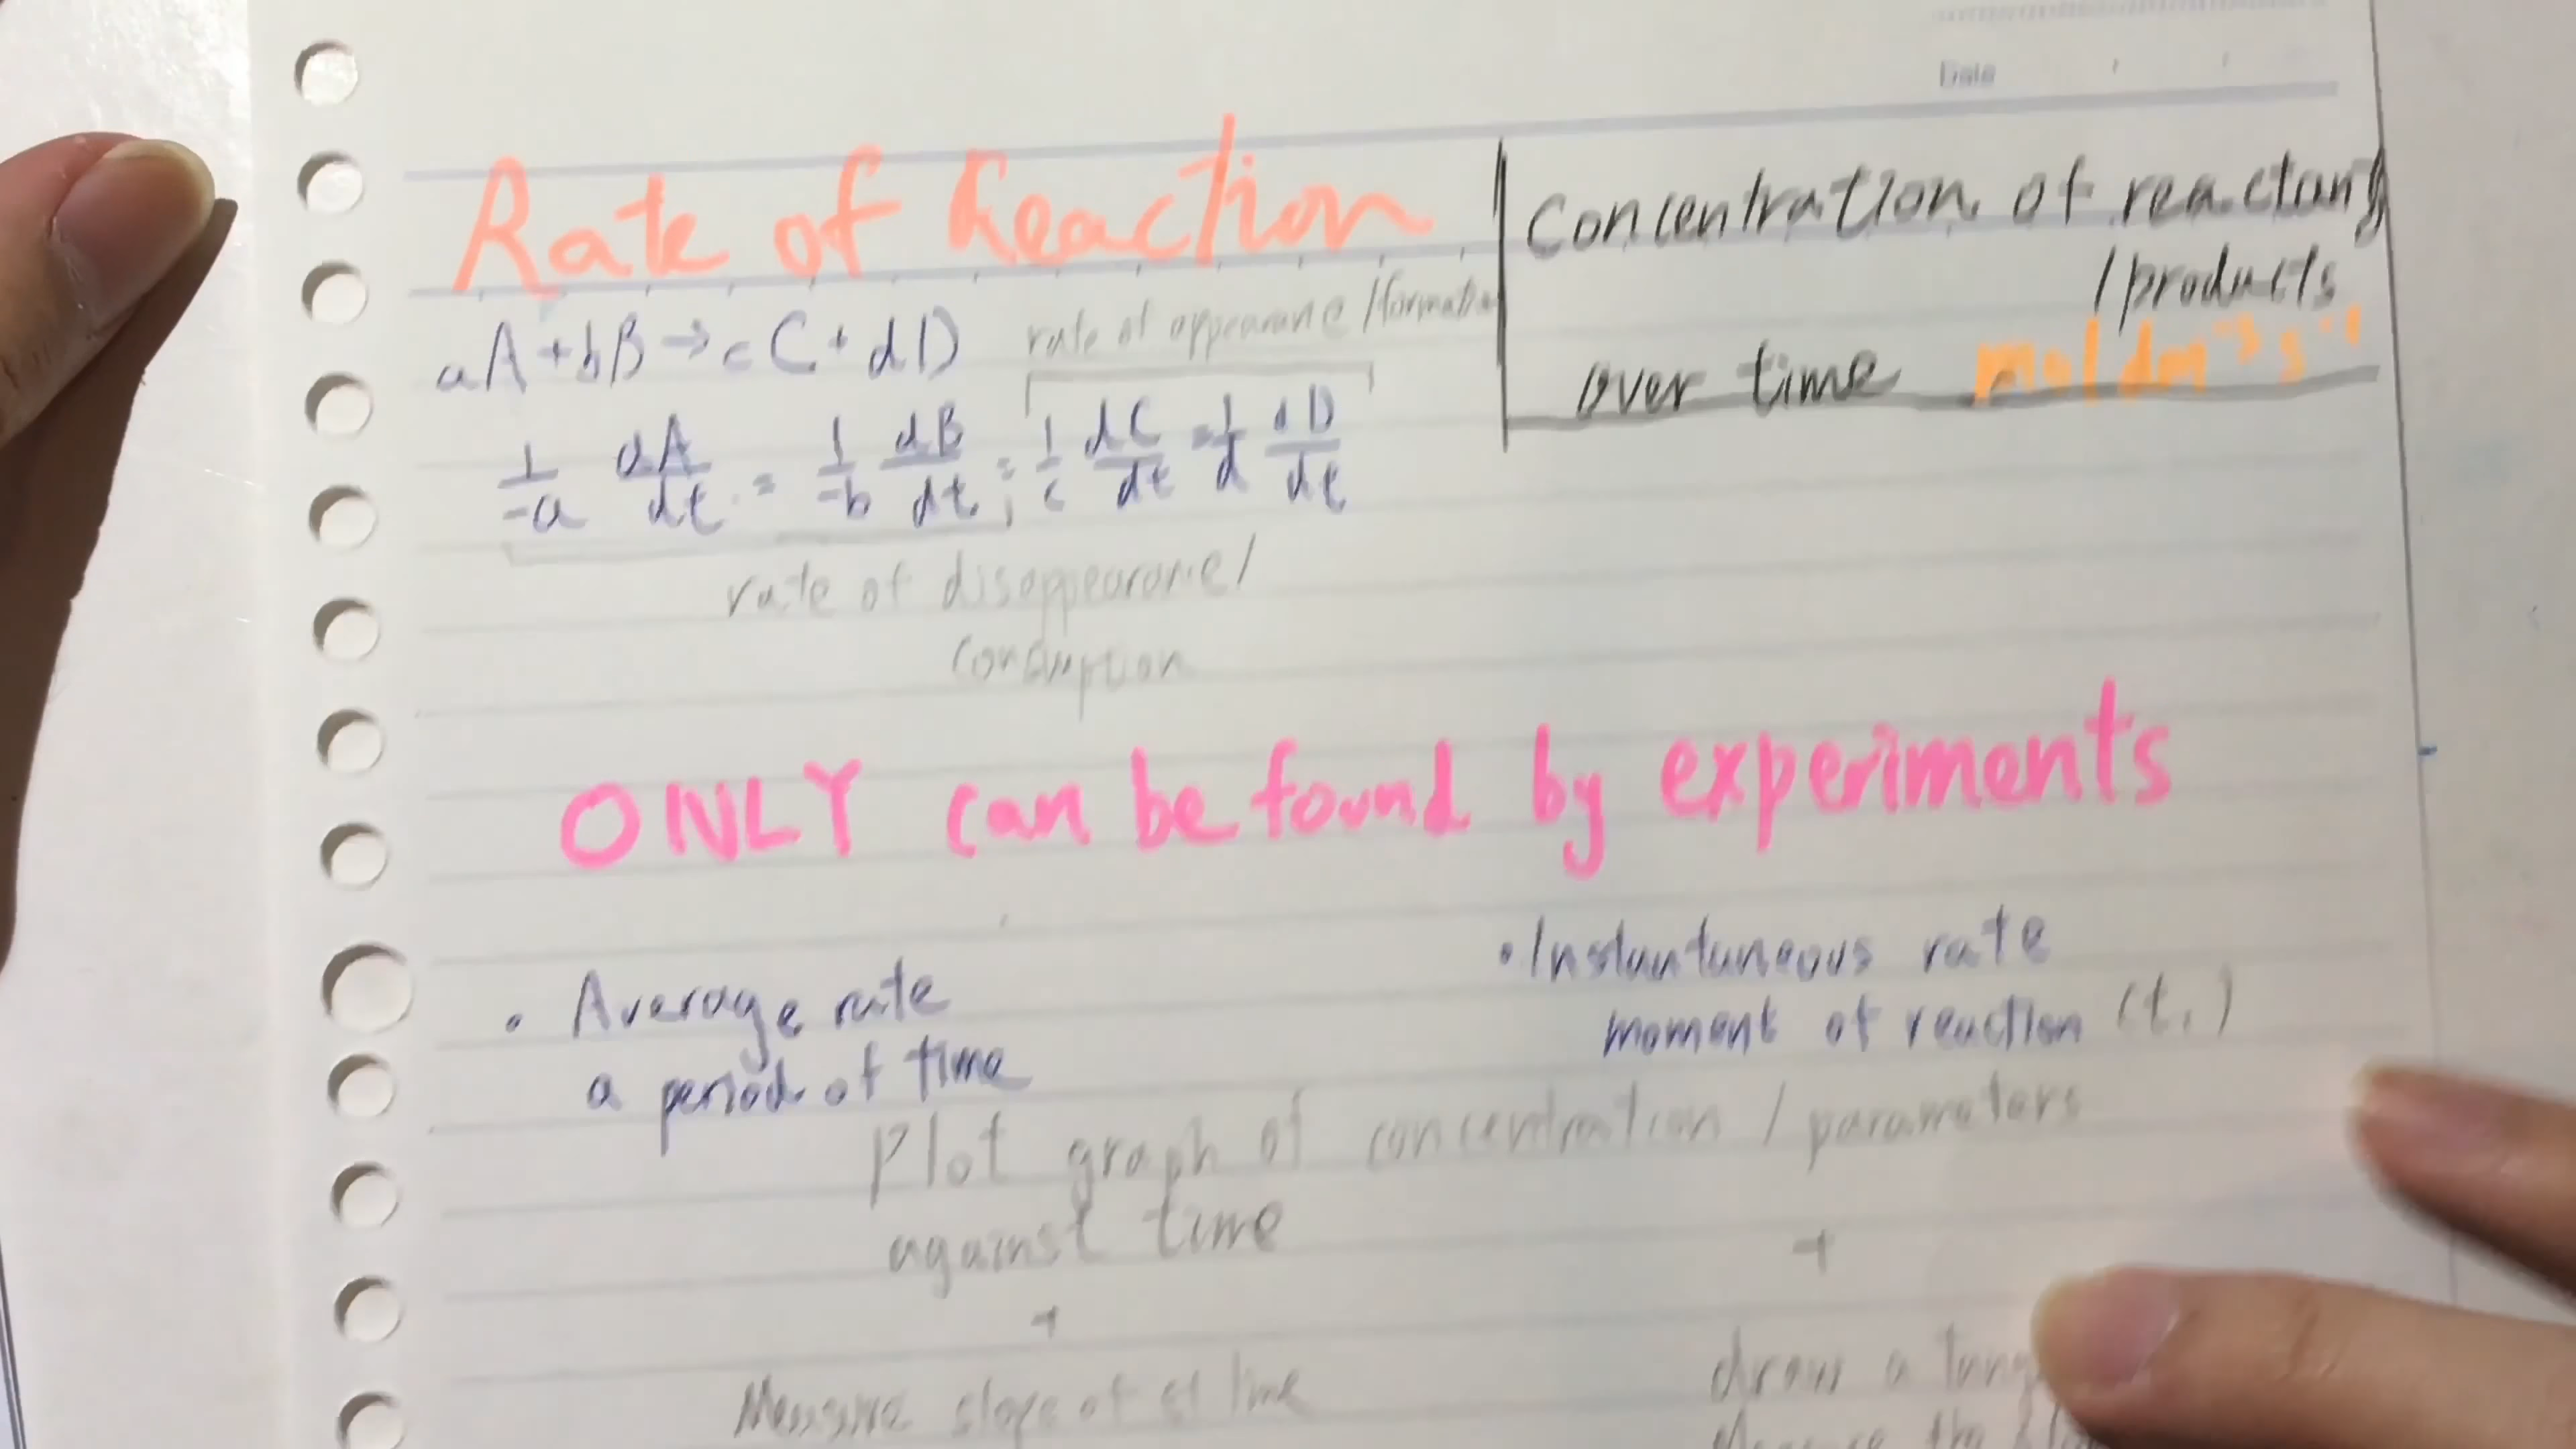 Date
Rate of Reaction
Concentration of reactants
/products
over time mol dm⁻³ s⁻¹
aA + bB → cC + dD
rate of appearance /formation
1/-a dA/dt = 1/-b dB/dt = 1/c dC/dt = 1/d dD/dt
rate of disappearance/
consumption
ONLY can be found by experiments
• Average rate
a period of time
• Instantaneous rate
moment of reaction (t₁)
Plot graph of concentration / parameters
against time
+
+
Measure slope of st line
draw a